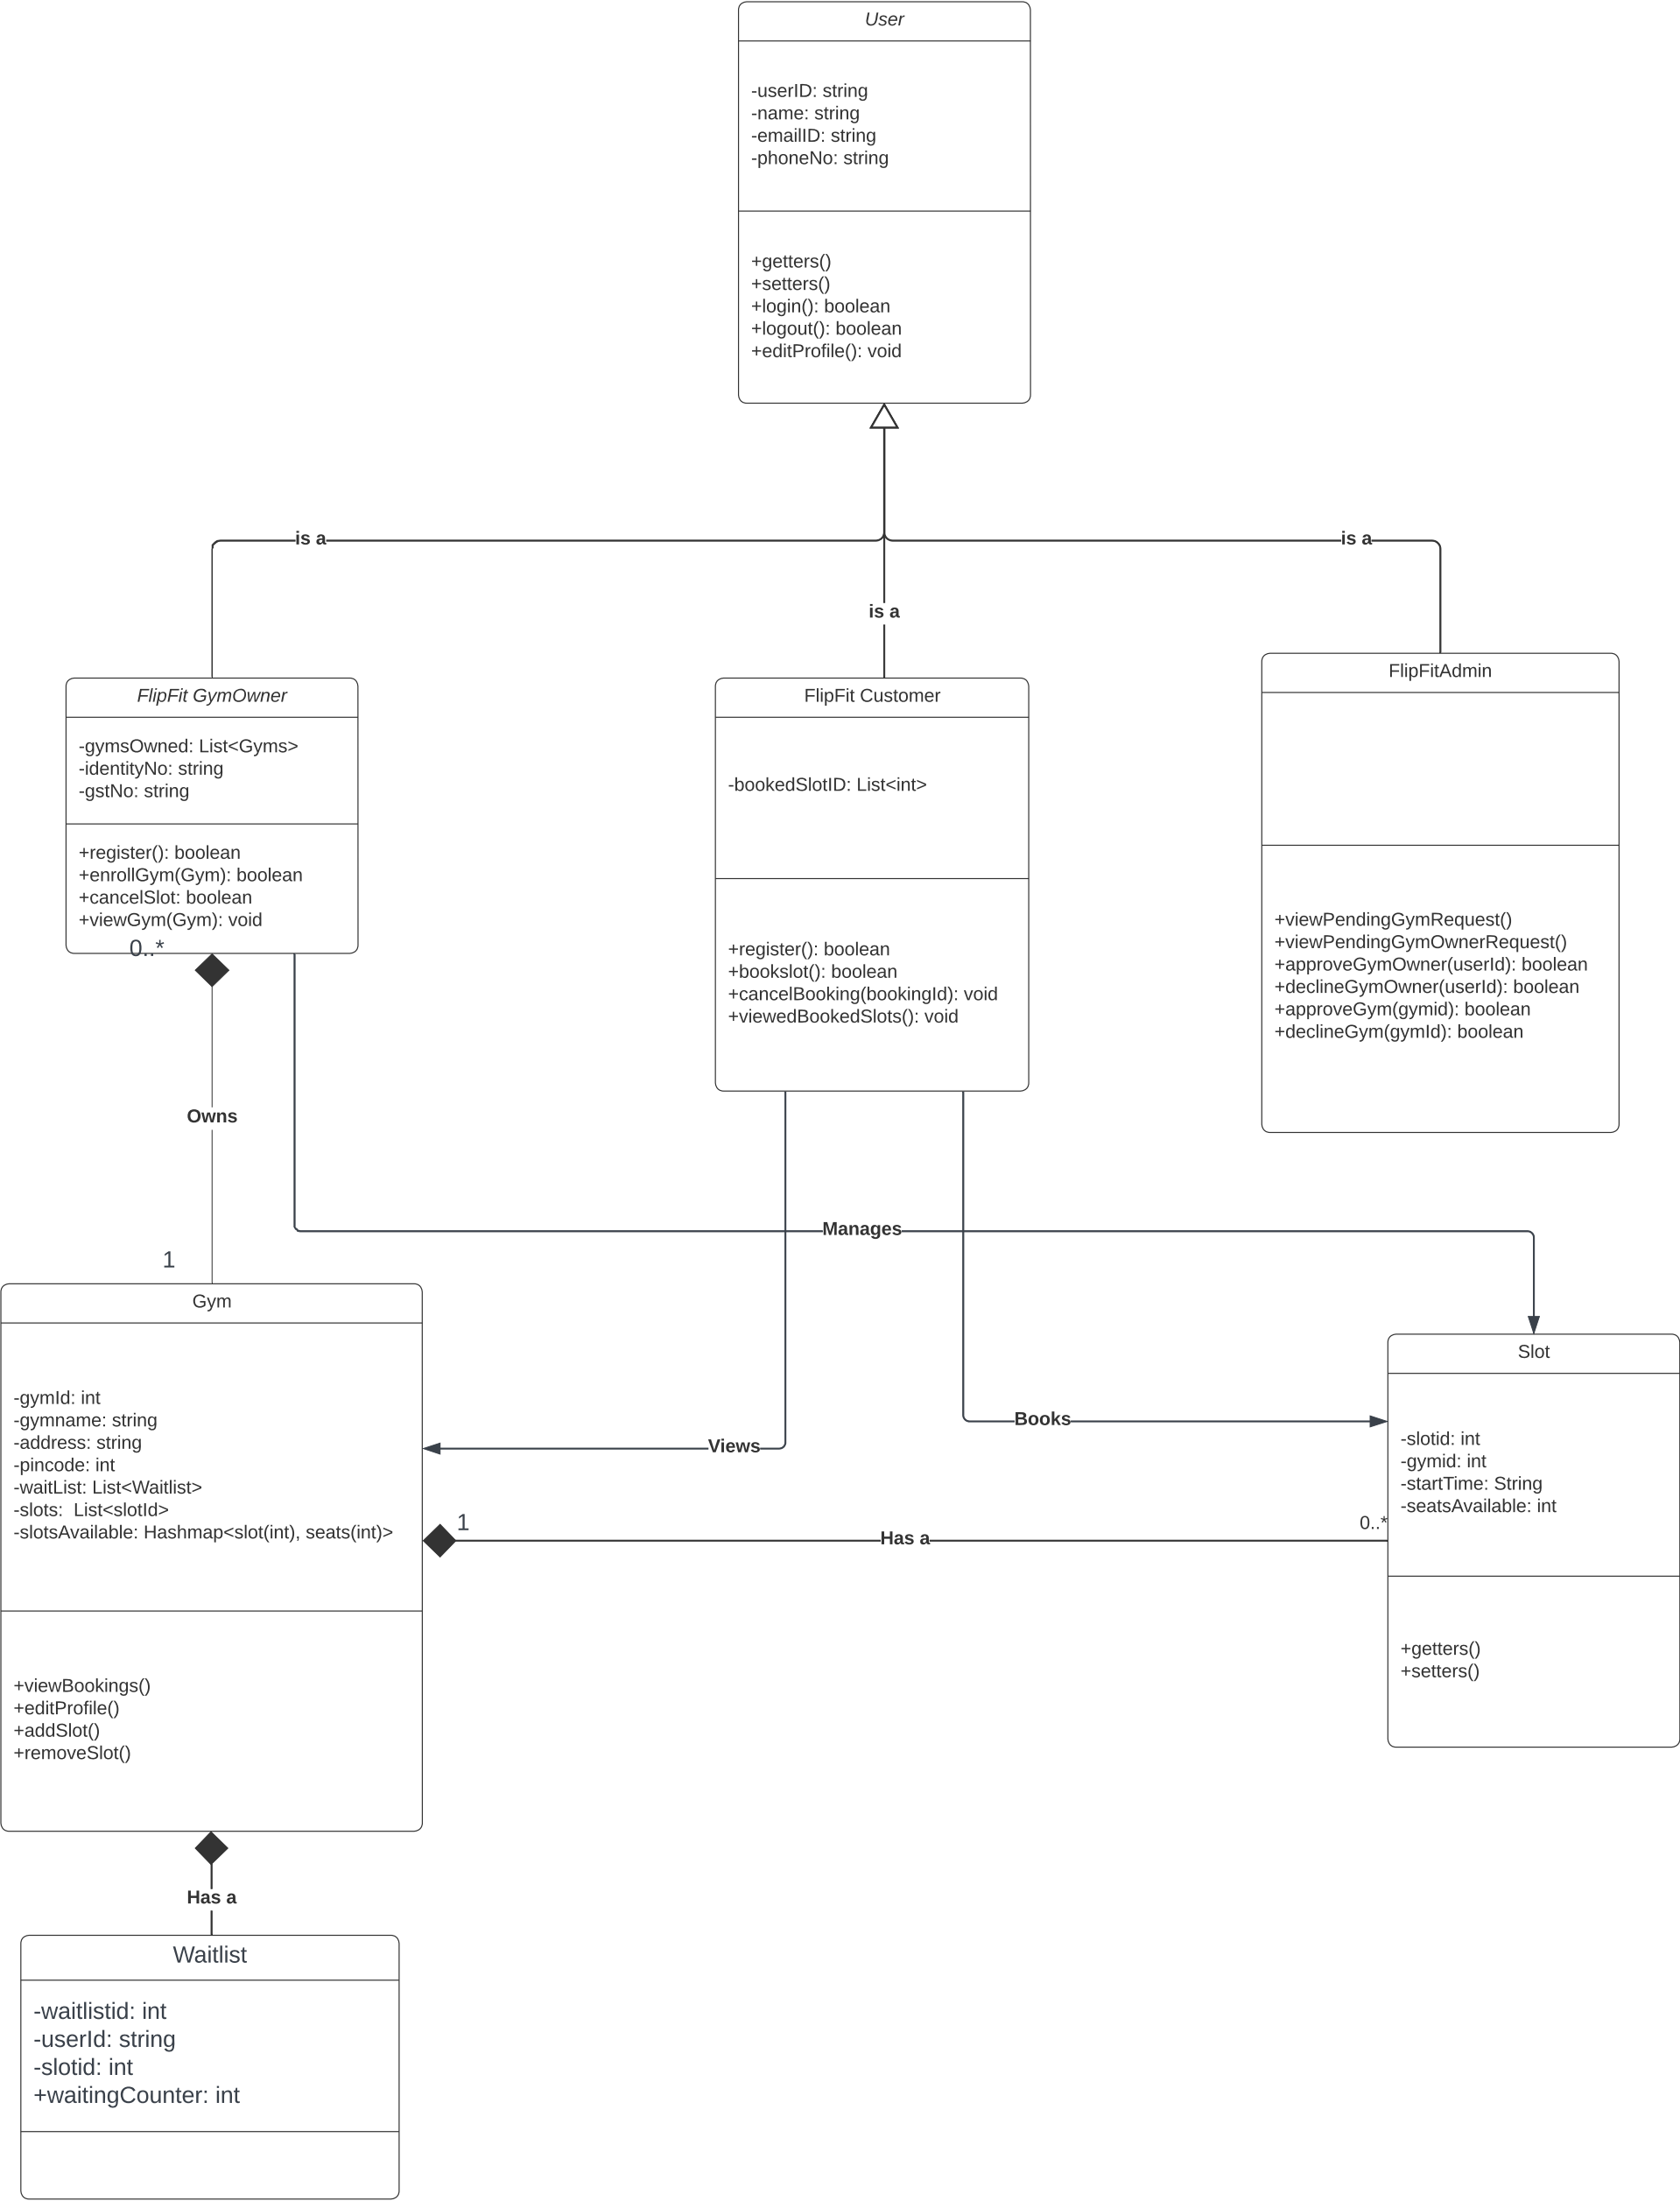 User
-userID: string
-name: string
-emailID: string
-phoneNo: string
+getters()
+setters()
+login(): boolean
+logout(): boolean
+editProfile(): void
is a
is a
is a
FlipFit GymOwner
-gymsOwned: List<Gyms>
-identityNo: string
-gstNo: string
+register(): boolean
+enrollGym(Gym): boolean
+cancelSlot: boolean
+viewGym(Gym): void
0..*
FlipFit Customer
-bookedSlotID: List<int>
+register(): boolean
+bookslot(): boolean
+cancelBooking(bookingId): void
+viewedBookedSlots(): void
FlipFitAdmin
+viewPendingGymRequest()
+viewPendingGymOwnerRequest()
+approveGymOwner(userId): boolean
+declineGymOwner(userId): boolean
+approveGym(gymid): boolean
+declineGym(gymId): boolean
Owns
Manages
1
Gym
-gymId: int
-gymname: string
-address: string
-pincode: int
-waitList: List<Waitlist>
-slots:  List<slotId>
-slotsAvailable: Hashmap<slot(int), seats(int)>
+viewBookings()
+editProfile()
+addSlot()
+removeSlot()
Books
Views
1
Has a
0..*
Slot
-slotid: int
-gymid: int
-startTime: String
-seatsAvailable: int
+getters()
+setters()
Has a
Waitlist
-waitlistid: int
-userId: string
-slotid: int
+waitingCounter: int